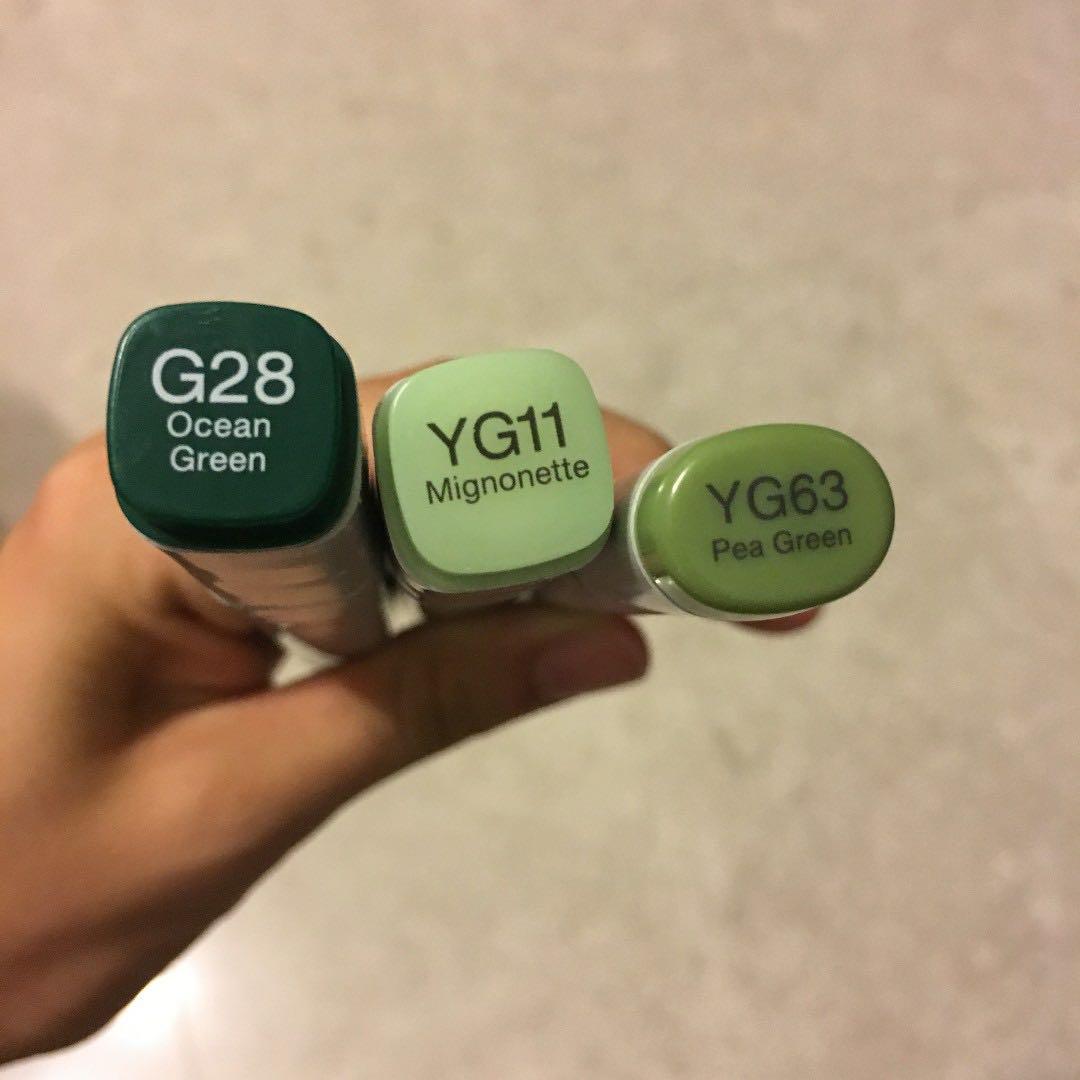 G28
Ocean
Green
YG11
Mignonette
YG63
Pea Green